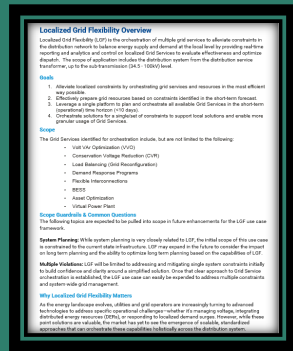 Localized Grid Flexibility Overview
Localized Grid Flexibility (LGF) is the orchestration of multiple grid services to alleviate constraints in
the distribution network to balance energy supply and demand at the local level by providing real-time
reporting and analytics and control on localized Grid Services to evaluate effectiveness and optimize
dispatch. The scope of application includes the distribution system from the distribution service
transformer, up to the sub-transmission (34.5 - 100kV) level.
Goals
1. Alleviate localized constraints by orchestrating grid services and resources in the most efficient
way possible.
2. Effectively prepare grid resources based on constraints identified in the short-term forecast.
3. Leverage a single platform to plan and orchestrate all available Grid Services in the short-term
(operational) time horizon (<10 days).
4. Orchestrate solutions for a single/set of constraints to support local solutions and enable more
granular usage of Grid Services.
Scope
The Grid Services identified for orchestration include, but are not limited to the following:
- Volt VAr Optimization (VVO)
- Conservation Voltage Reduction (CVR)
- Load Balancing (Grid Reconfiguration)
- Demand Response Programs
- Flexible Interconnections
- BESS
- Asset Optimization
- Virtual Power Plant
Scope Guardrails & Common Questions
The following topics are expected to be pulled into scope in future enhancements for the LGF use case
framework.
System Planning: While system planning is very closely related to LGF, the initial scope of this use case
is constrained to the current state infrastructure. LGF may expand in the future to consider the impact
on long term planning and the ability to optimize long term planning based on the capabilities of LGF.
Multiple Violations: LGF will be limited to addressing and mitigating single system constraints initially
to build confidence and clarity around a simplified solution. Once that clear approach to Grid Service
orchestration is established, the LGF use case can easily be expended to address multiple constraints
and system-wide grid management.
Why Localized Grid Flexibility Matters
As the energy landscape evolves, utilities and grid operators are increasingly turning to advanced
technologies to address specific operational challenges—whether it's managing voltage, integrating
distributed energy resources (DERs), or responding to localized demand surges. However, while these
point solutions are valuable, the market has yet to see the emergence of scalable, standardized
approaches that can orchestrate these capabilities holistically across the distribution system.